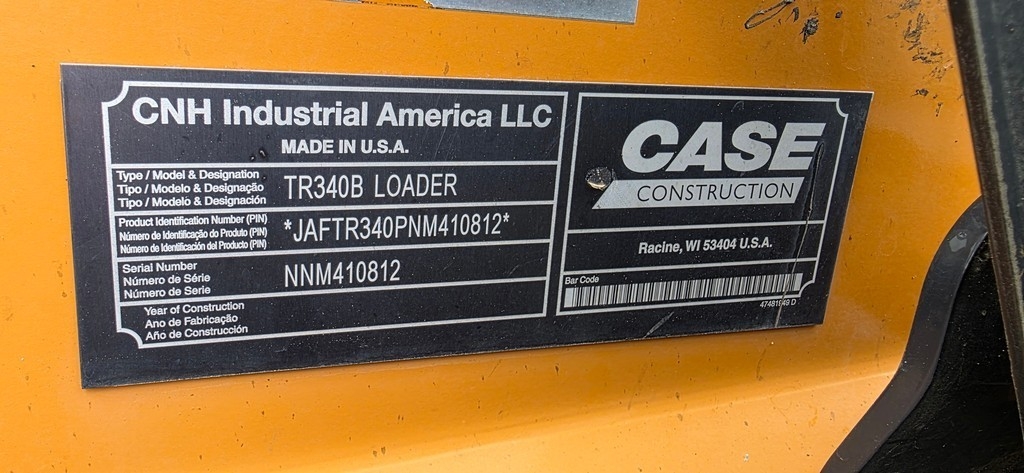 CNH Industrial America LLC
MADE IN U.S.A.
Type / Model & Designation
Tipo / Modelo & Designação
Tipo / Modelo & Designación
TR340B LOADER
Product Identification Number (PIN)
Número de Identificação do Produto (PIN)
Número de Identificación del Producto (PIN)
*JAFTR340PNM410812*
Serial Number
Número de Série
Número de Serie
NNM410812
Year of Construction
Ano de Fabricação
Año de Construcción
CASE
CONSTRUCTION
Racine, WI 53404 U.S.A.
Bar Code